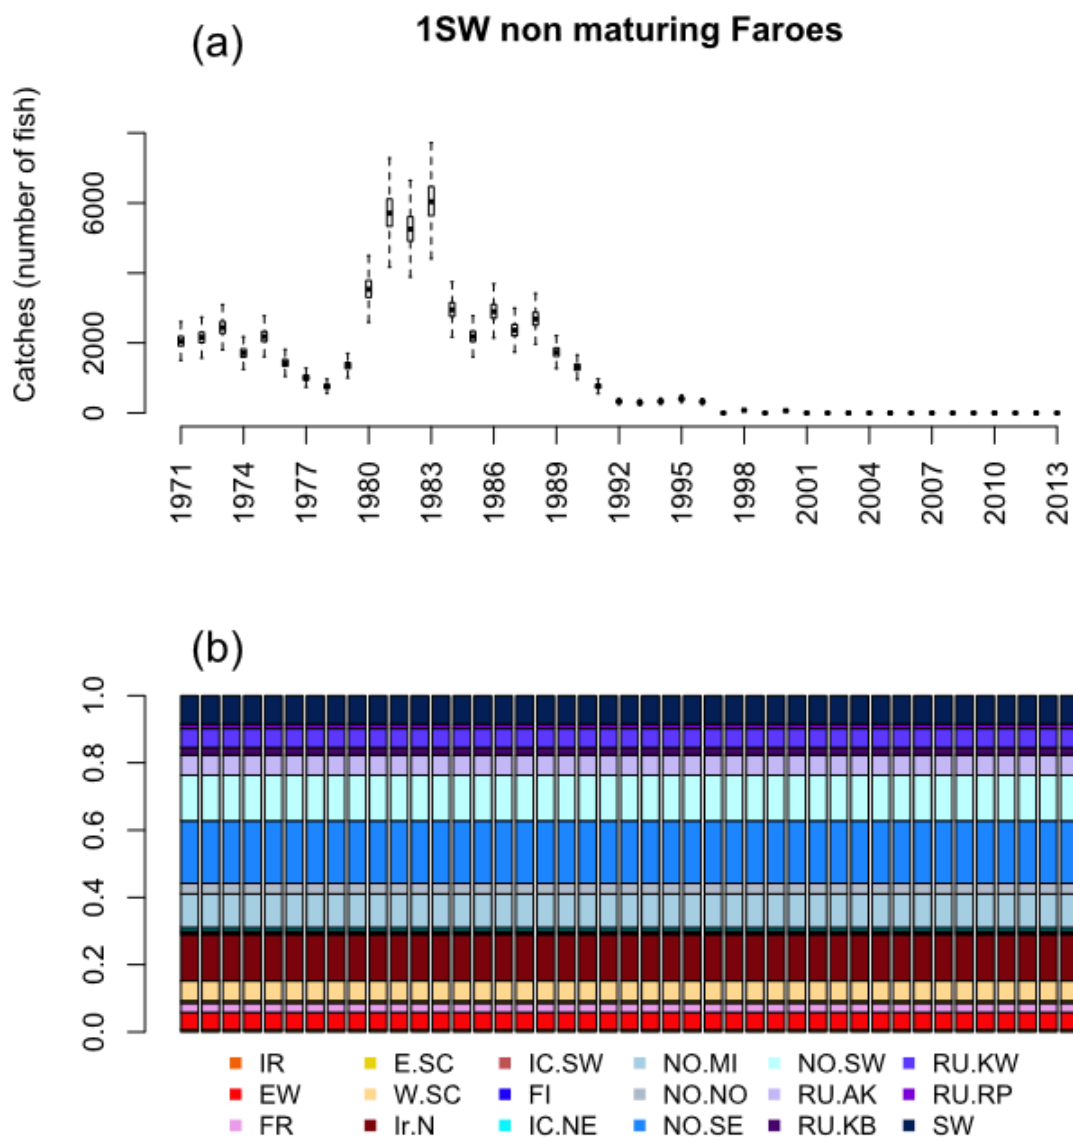 (a)
1SW non maturing Faroes
Catches (number of fish)
6000
2000
0
1971 1974 1977 1980 1983 1986 1989 1992 1995 1998 2001 2004 2007 2010 2013
(b)
1.0
0.8
0.6
0.4
0.2
0.0
IR E.SC IC.SW NO.MI NO.SW RU.KW
EW W.SC FI NO.NO RU.AK RU.RP
FR Ir.N IC.NE NO.SE RU.KB SW